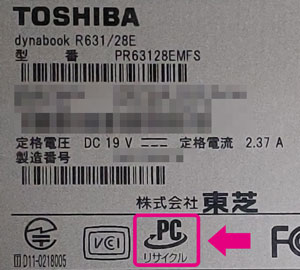 TOSHIBA
dynabook R631/28E
型 番 PR63128EMFS
定格電圧 DC 19 V 定格電流 2.37 A
製造番号
株式会社 東芝
PC
VCI
リサイクル
D11-0218005
FC